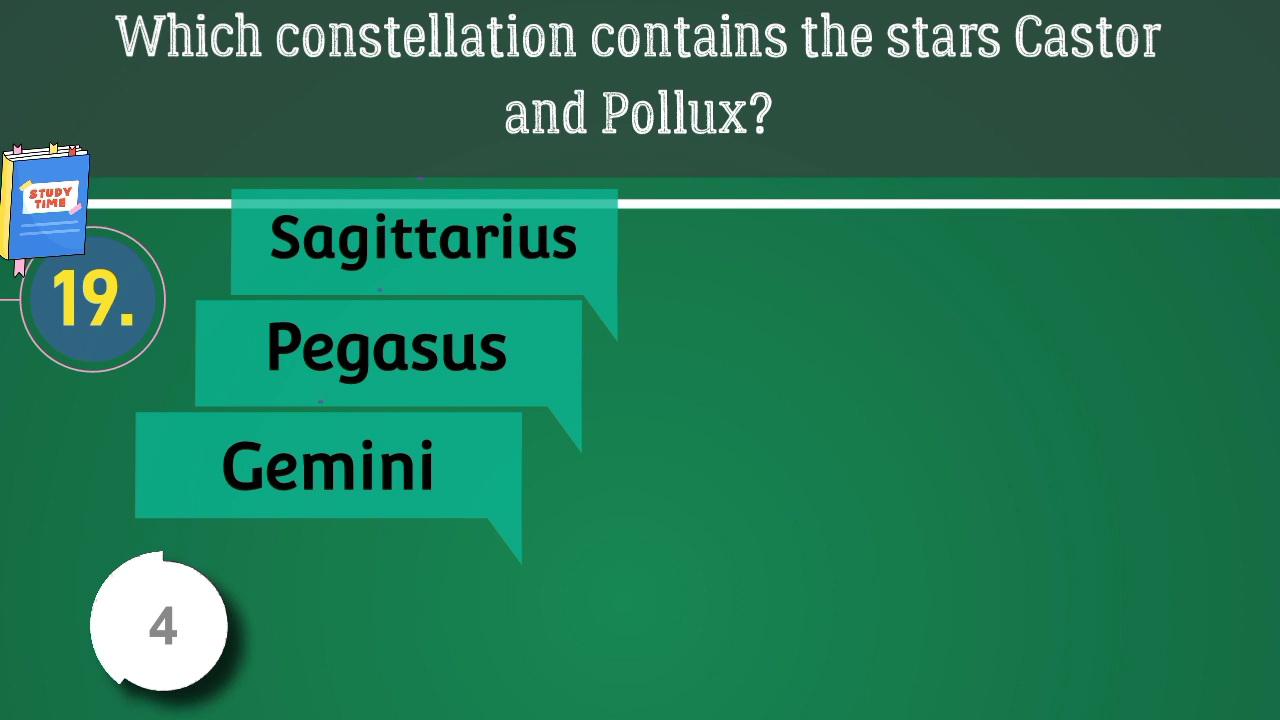 Which constellation contains the stars Castor
and Pollux?
STUDY
TIME
19.
Sagittarius
Pegasus
Gemini
4